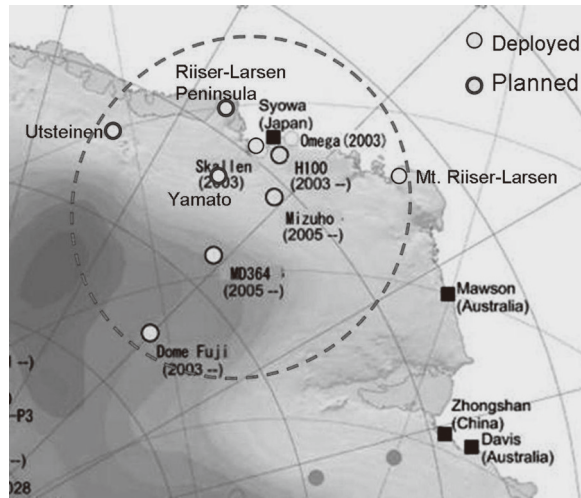 Deployed
Planned
Riiser-Larsen
Peninsula
Syowa
(Japan)
Utsteinen
Omega (2003)
Skallen
(2003)
H100
(2003 --)
Mt. Riiser-Larsen
Yamato
Mizuho
(2005 --)
MD364
(2005 --)
Mawson
(Australia)
Dome Fuji
(2003 --)
--)
)
-P3
--)
028
Zhongshan
(China)
Davis
(Australia)